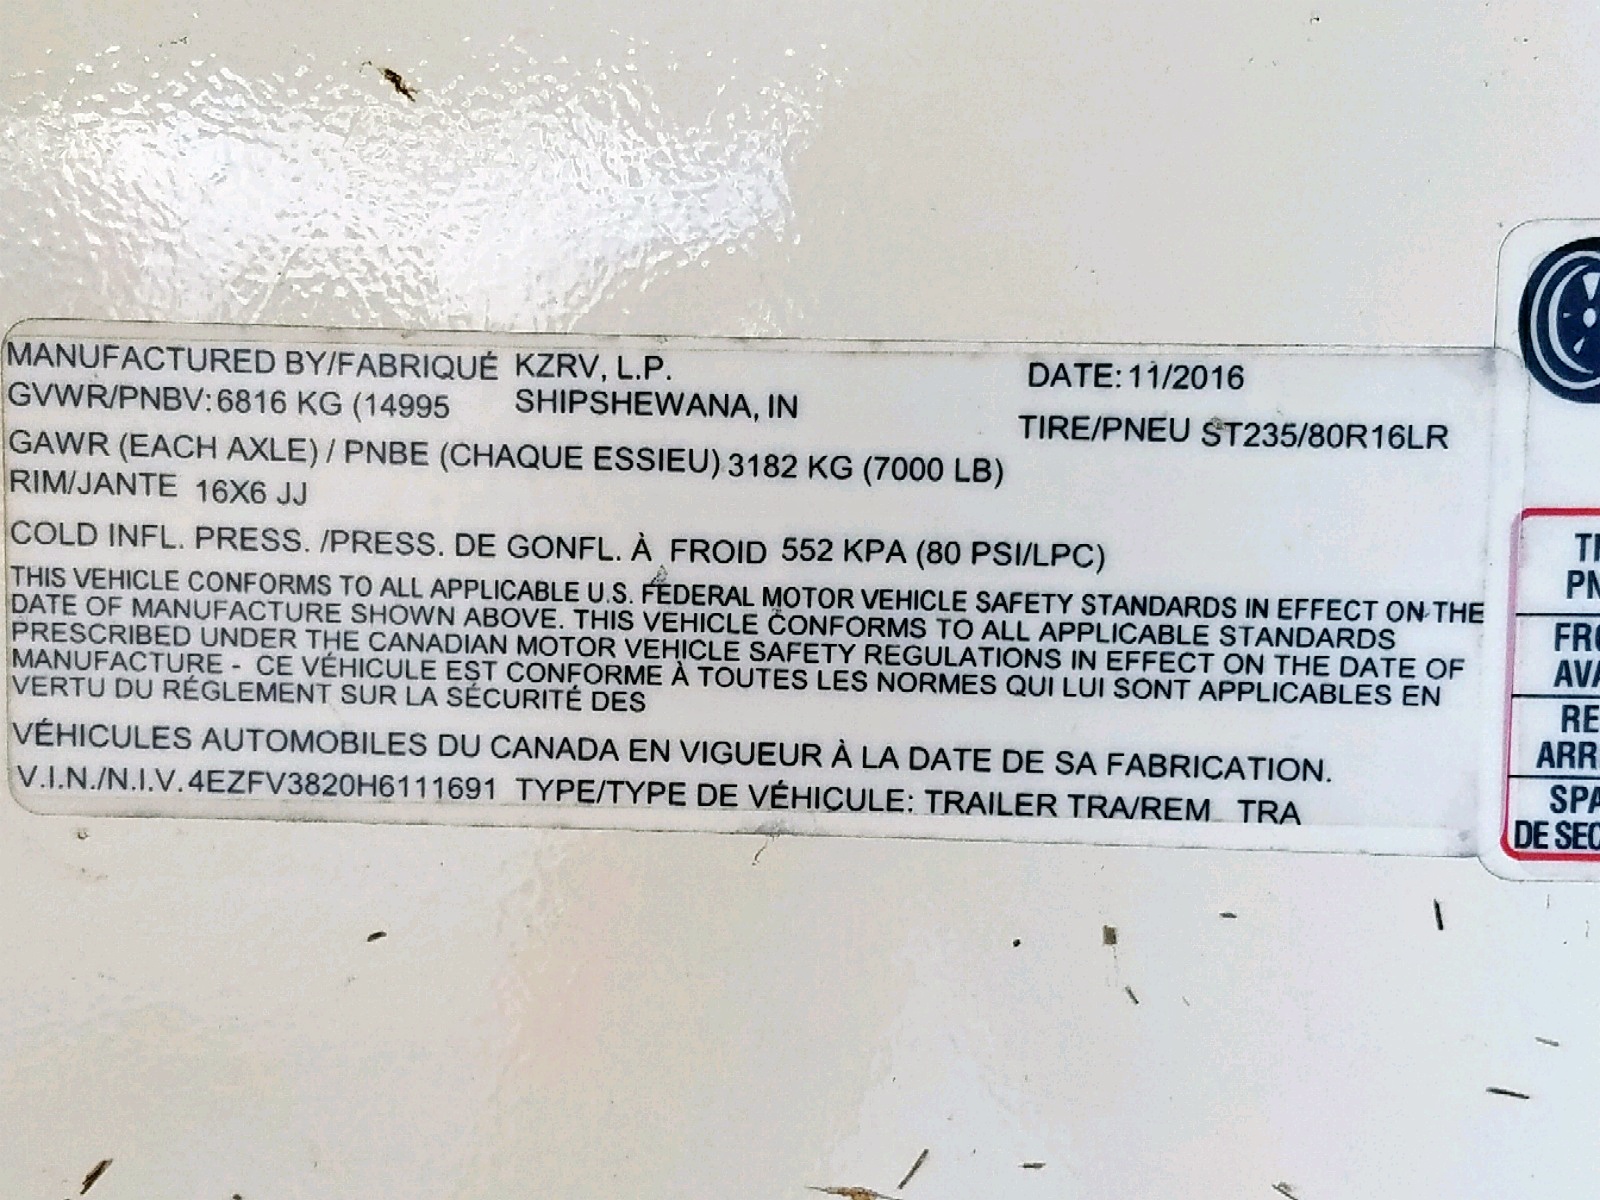 MANUFACTURED BY/FABRIQUÉ KZRV, L.P. DATE: 11/2016
GVWR/PNBV: 6816 KG (14995 SHIPSHEWANA, IN
TIRE/PNEU ST235/80R16LR
GAWR (EACH AXLE) / PNBE (CHAQUE ESSIEU) 3182 KG (7000 LB)
RIM/JANTE 16X6 JJ
COLD INFL. PRESS. /PRESS. DE GONFL. À FROID 552 KPA (80 PSI/LPC)
THIS VEHICLE CONFORMS TO ALL APPLICABLE U.S. FEDERAL MOTOR VEHICLE SAFETY STANDARDS IN EFFECT ON THE
DATE OF MANUFACTURE SHOWN ABOVE. THIS VEHICLE CONFORMS TO ALL APPLICABLE STANDARDS
PRESCRIBED UNDER THE CANADIAN MOTOR VEHICLE SAFETY REGULATIONS IN EFFECT ON THE DATE OF
MANUFACTURE - CE VÉHICULE EST CONFORME À TOUTES LES NORMES QUI LUI SONT APPLICABLES EN
VERTU DU RÉGLEMENT SUR LA SÉCURITÉ DES
VÉHICULES AUTOMOBILES DU CANADA EN VIGUEUR À LA DATE DE SA FABRICATION.
V.I.N./N.I.V. 4EZFV3820H6111691 TYPE/TYPE DE VÉHICULE: TRAILER TRA/REM TRA
DE